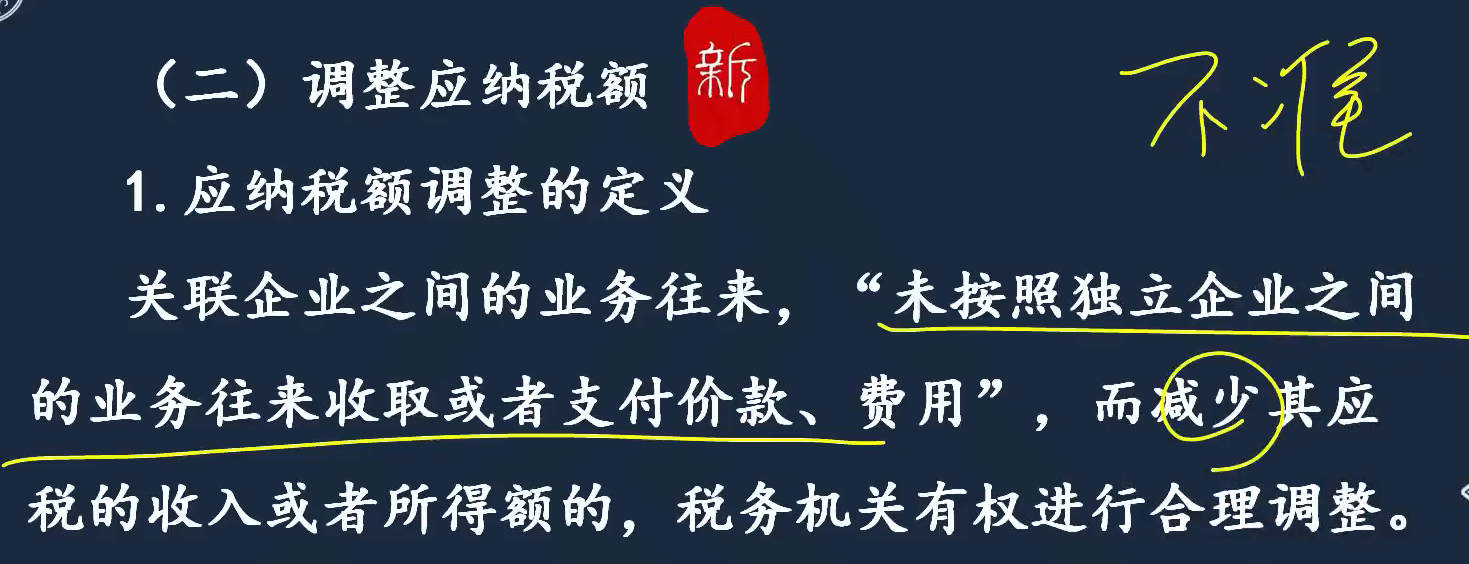 （二）调整应纳税额 新
不准
1.应纳税额调整的定义
关联企业之间的业务往来，“未按照独立企业之间
的业务往来收取或者支付价款、费用”，而减少其应
税的收入或者所得额的，税务机关有权进行合理调整。